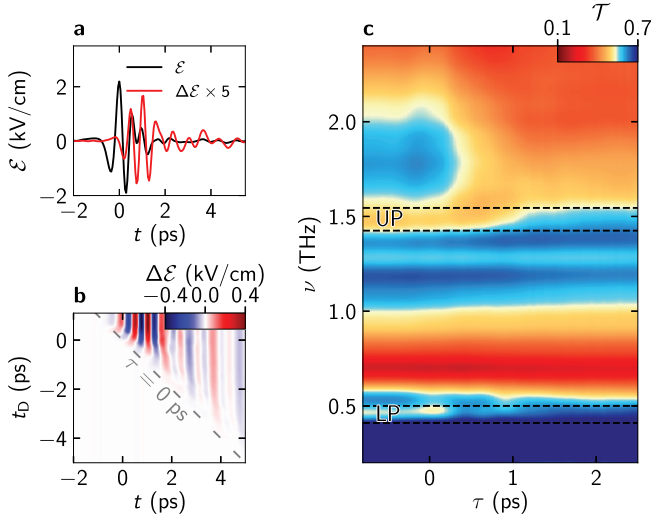 a
ℰ (kV/cm)
2
0
−2
ℰ
Δℰ × 5
−2 0 2 4
t (ps)
b
Δℰ (kV/cm)
−0.4 0.0 0.4
t_D (ps)
0
−2
−4
τ = 0 ps
−2 0 2 4
t (ps)
c
𝒯
0.1 0.7
ν (THz)
2.0
1.5
1.0
0.5
UP
LP
0 1 2
τ (ps)